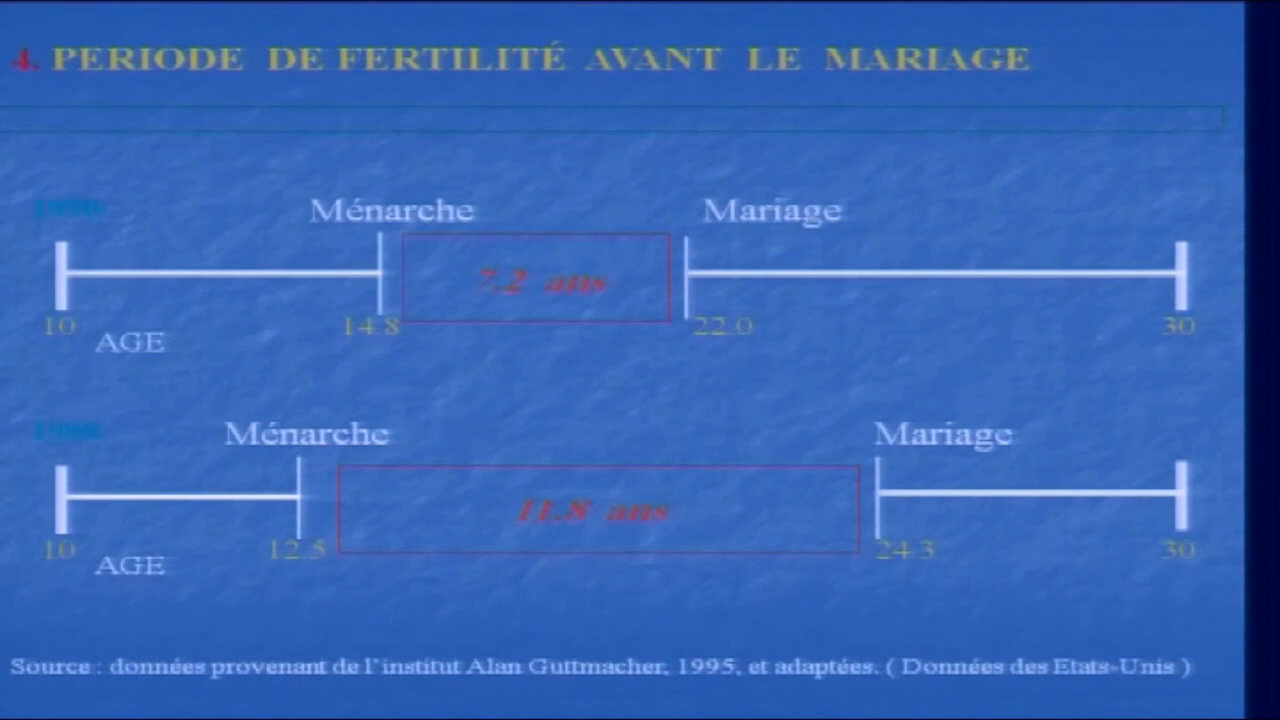 4. PERIODE DE FERTILITÉ AVANT LE MARIAGE
Ménarche Mariage
7.2 ans
10 14.8 22.0 30
AGE
Ménarche Mariage
11.8 ans
10 12.5 24.3 30
AGE
Source : données provenant de l'institut Alan Guttmacher, 1995, et adaptées. ( Données des Etats-Unis )